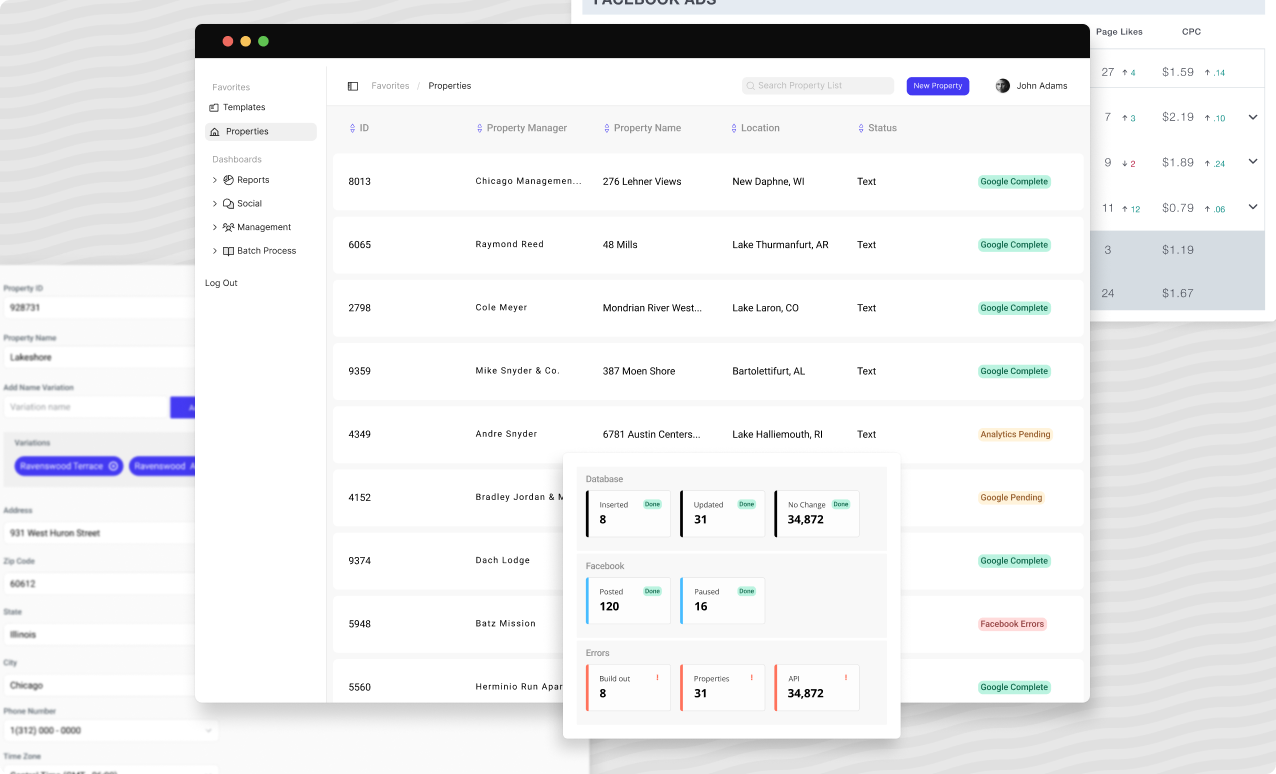 FACEBOOK ADS
Page Likes CPC
27 ↑ 4 $1.59 ↑ .14
7 ↑ 3 $2.19 ↑ .10
9 ↓ 2 $1.89 ↑ .24
11 ↑ 12 $0.79 ↑ .06
3 $1.19
24 $1.67
Favorites
Templates
Properties
Dashboards
Reports
Social
Management
Batch Process
Log Out
Favorites / Properties
Search Property List
New Property
John Adams
ID Property Manager Property Name Location Status
8013 Chicago Managemen... 276 Lehner Views New Daphne, WI Text Google Complete
6065 Raymond Reed 48 Mills Lake Thurmanfurt, AR Text Google Complete
2798 Cole Meyer Mondrian River West... Lake Laron, CO Text Google Complete
9359 Mike Snyder & Co. 387 Moen Shore Bartolettifurt, AL Text Google Complete
4349 Andre Snyder 6781 Austin Centers... Lake Halliemouth, RI Text Analytics Pending
4152 Bradley Jordan & Google Pending
9374 Dach Lodge Google Complete
5948 Batz Mission Facebook Errors
5560 Herminio Run Apar Google Complete
Database
Inserted Done Updated Done No Change Done
8 31 34,872
Facebook
Posted Done Paused Done
120 16
Errors
Build out ! Properties ! API !
8 31 34,872
Property ID
928731
Property Name
Lakeshore
Add Name Variation
Variation name
Variations
Ravenswood Terrace Ravenswood
Address
931 West Huron Street
Zip Code
60612
State
Illinois
City
Chicago
Phone Number
1(312) 000 - 0000
Time Zone